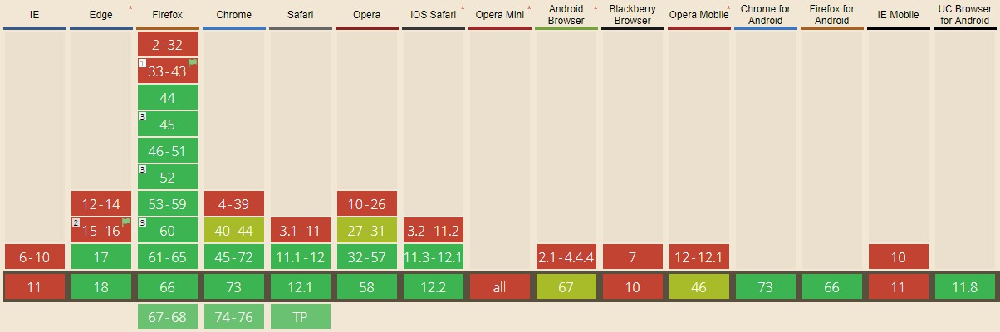 IE Edge * Firefox Chrome Safari Opera iOS Safari * Opera Mini * Android Browser * Blackberry Browser Opera Mobile * Chrome for Android Firefox for Android IE Mobile UC Browser for Android
2-32
1 33-43
44
3 45
46-51
3 52
12-14 53-59 4-39 10-26
2 15-16 3 60 40-44 3.1-11 27-31 3.2-11.2
6-10 17 61-65 45-72 11.1-12 32-57 11.3-12.1 2.1-4.4.4 7 12-12.1 10
11 18 66 73 12.1 58 12.2 all 67 10 46 73 66 11 11.8
67-68 74-76 TP